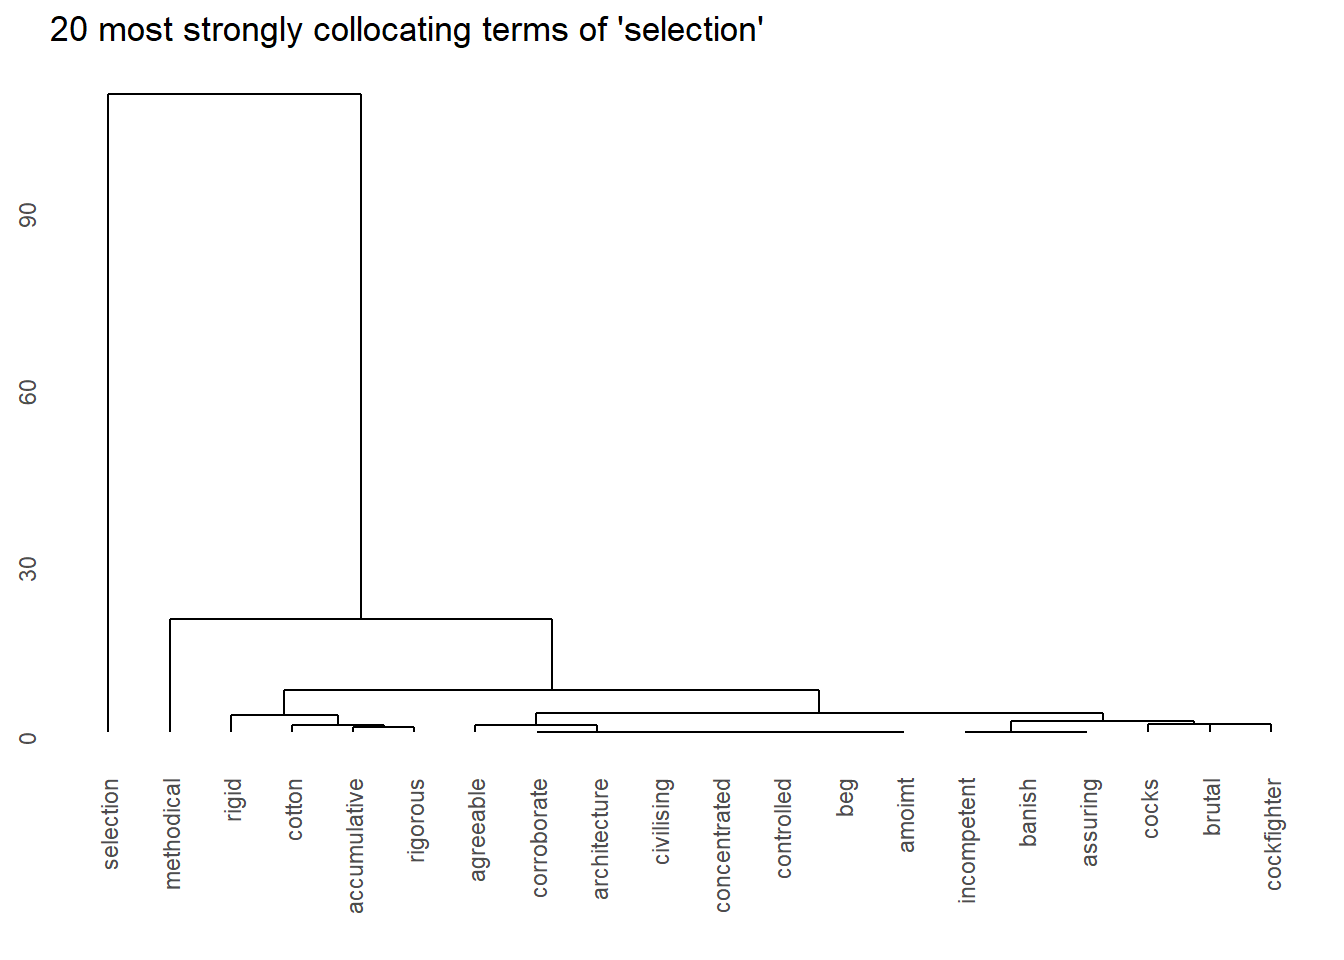 20 most strongly collocating terms of 'selection'
90
60
30
0
selection
methodical
rigid
cotton
accumulative
rigorous
agreeable
corroborate
architecture
civilising
concentrated
controlled
beg
amoimt
incompetent
banish
assuring
cocks
brutal
cockfighter